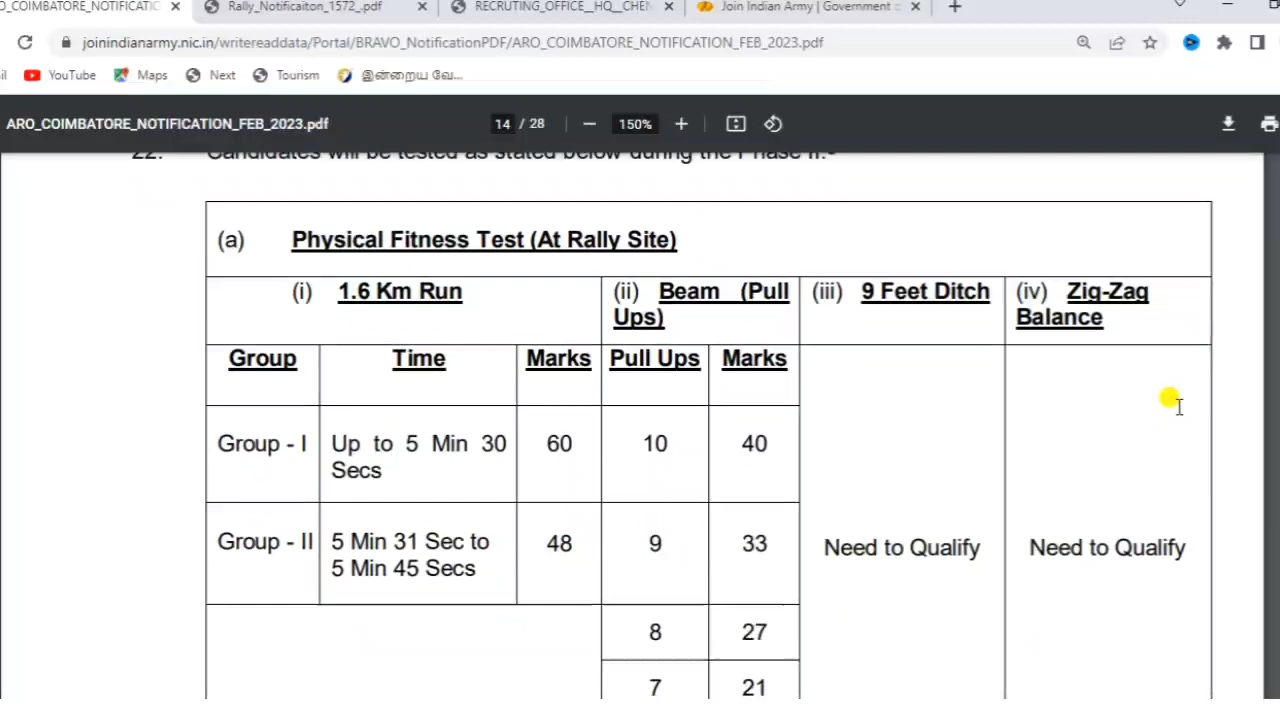 O_COIMBATORE_NOTIFICATIC
Rally_Notificaiton_1572_.pdf
RECRUTING_OFFICE__HQ__CHEN
Join Indian Army | Government o
joinindianarmy.nic.in/writereaddata/Portal/BRAVO_NotificationPDF/ARO_COIMBATORE_NOTIFICATION_FEB_2023.pdf
il YouTube Maps Next Tourism இன்றைய வே...
ARO_COIMBATORE_NOTIFICATION_FEB_2023.pdf 14 / 28 150%
22. Candidates will be tested as stated below during the Phase II:-
(a) Physical Fitness Test (At Rally Site)
(i) 1.6 Km Run
(ii) Beam (Pull
Ups)
(iii) 9 Feet Ditch
(iv) Zig-Zag
Balance
Group Time Marks Pull Ups Marks
Group - I Up to 5 Min 30
Secs
60 10 40
Group - II 5 Min 31 Sec to
5 Min 45 Secs
48 9 33
Need to Qualify Need to Qualify
8 27
7 21